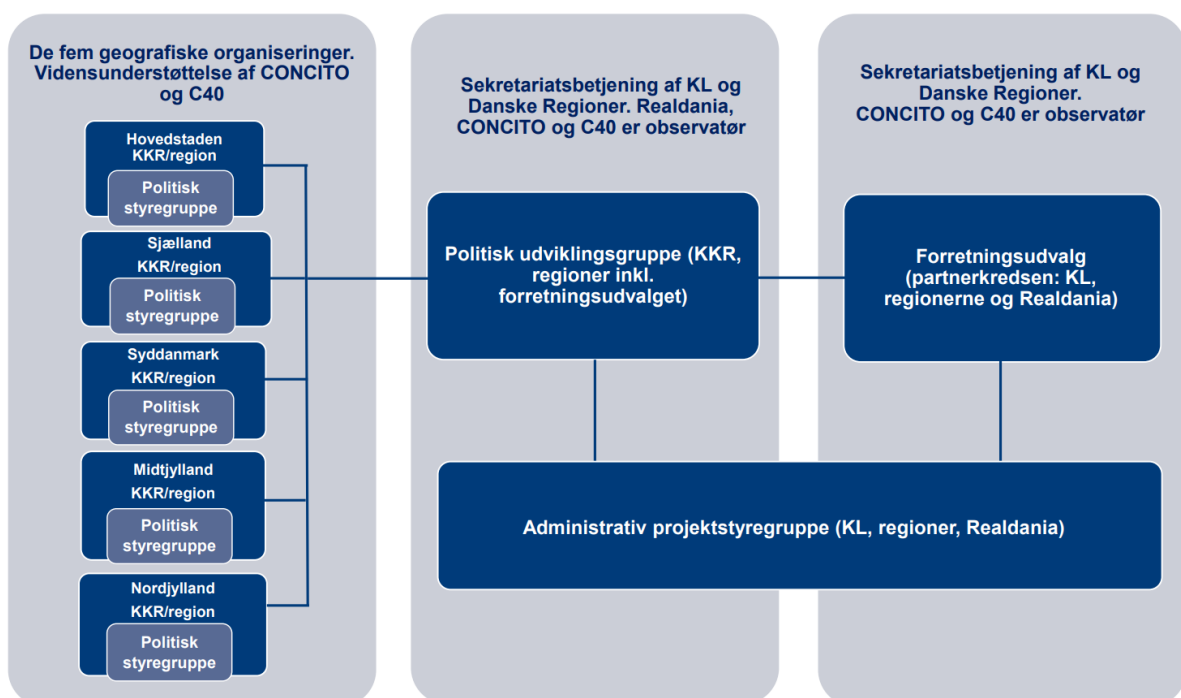 De fem geografiske organiseringer.
Vidensunderstøttelse af CONCITO
og C40
Hovedstaden
KKR/region
Politisk
styregruppe
Sjælland
KKR/region
Politisk
styregruppe
Syddanmark
KKR/region
Politisk
styregruppe
Midtjylland
KKR/region
Politisk
styregruppe
Nordjylland
KKR/region
Politisk
styregruppe
Sekretariatsbetjening af KL og
Danske Regioner. Realdania,
CONCITO og C40 er observatør
Politisk udviklingsgruppe (KKR,
regioner inkl.
forretningsudvalget)
Sekretariatsbetjening af KL og
Danske Regioner.
CONCITO og C40 er observatør
Forretningsudvalg
(partnerkredsen: KL,
regionerne og Realdania)
Administrativ projektstyregruppe (KL, regioner, Realdania)